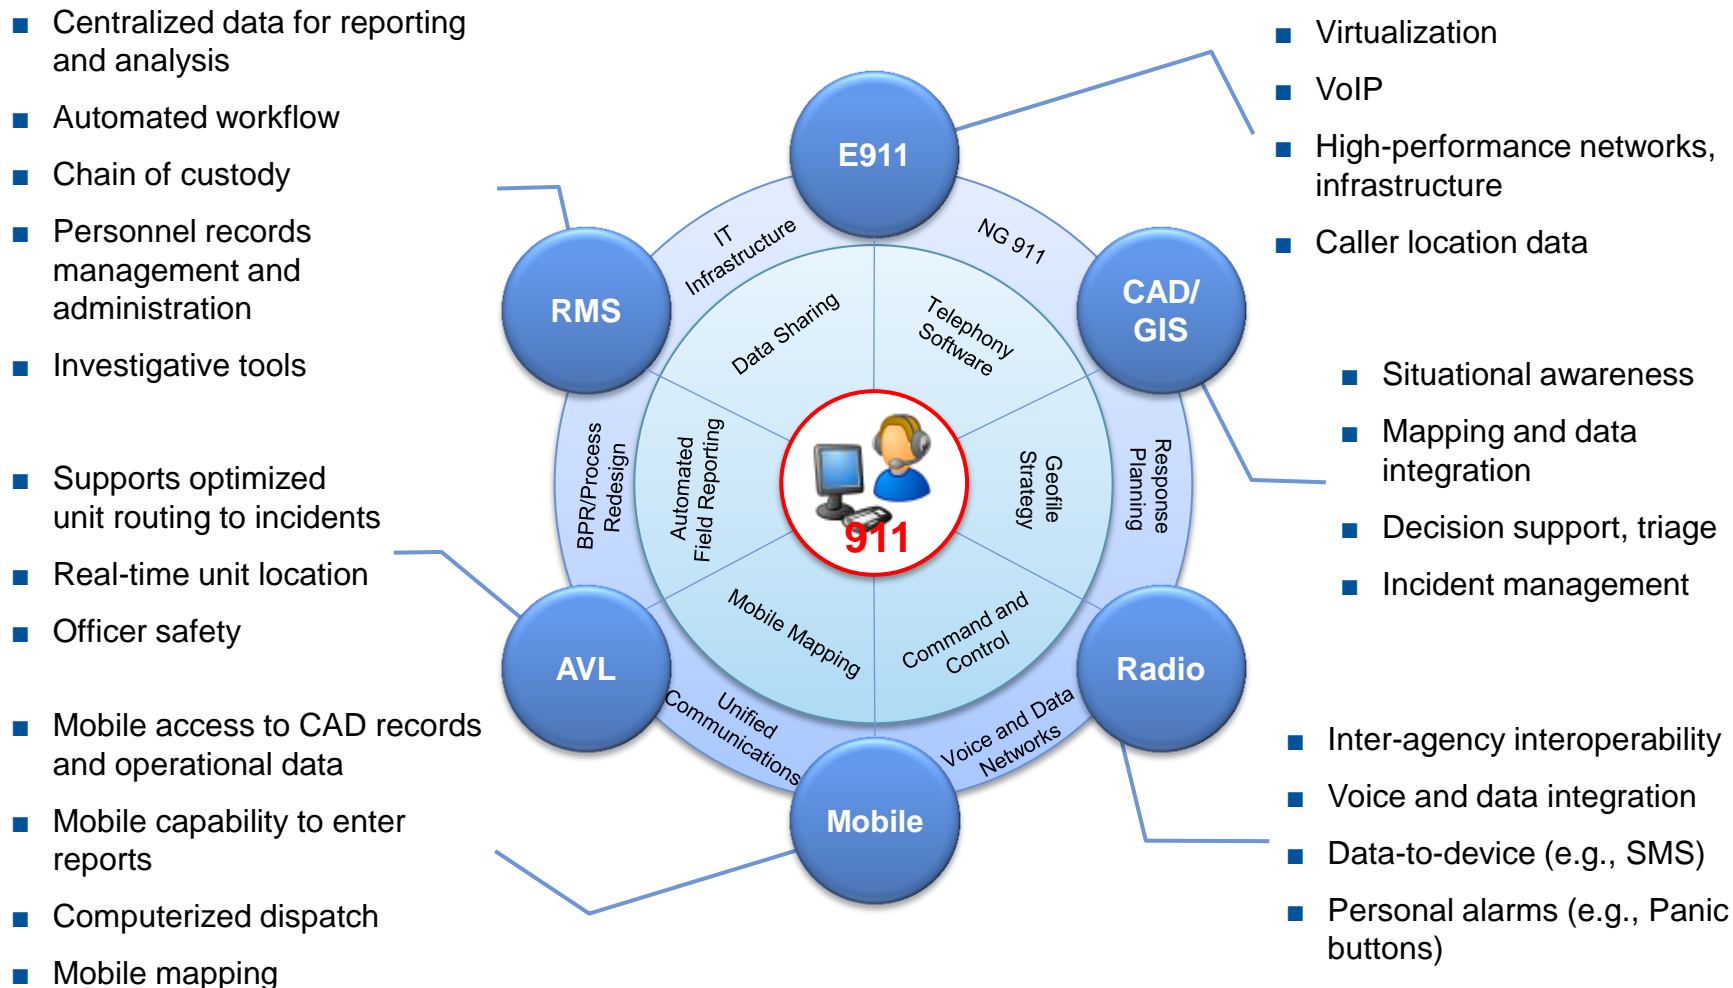 Centralized data for reporting
and analysis
Automated workflow
Chain of custody
Personnel records
management and
administration
Investigative tools
Supports optimized
unit routing to incidents
Real-time unit location
Officer safety
Mobile access to CAD records
and operational data
Mobile capability to enter
reports
Computerized dispatch
Mobile mapping
E911
CAD/
GIS
Radio
Mobile
AVL
RMS
IT
Infrastructure
NG 911
Response
Planning
Voice and Data
Networks
Unified
Communications
BPR/Process
Redesign
Data Sharing
Telephony
Software
Geofile
Strategy
Command and
Control
Mobile Mapping
Automated
Field Reporting
911
Virtualization
VoIP
High-performance networks,
infrastructure
Caller location data
Situational awareness
Mapping and data
integration
Decision support, triage
Incident management
Inter-agency interoperability
Voice and data integration
Data-to-device (e.g., SMS)
Personal alarms (e.g., Panic
buttons)